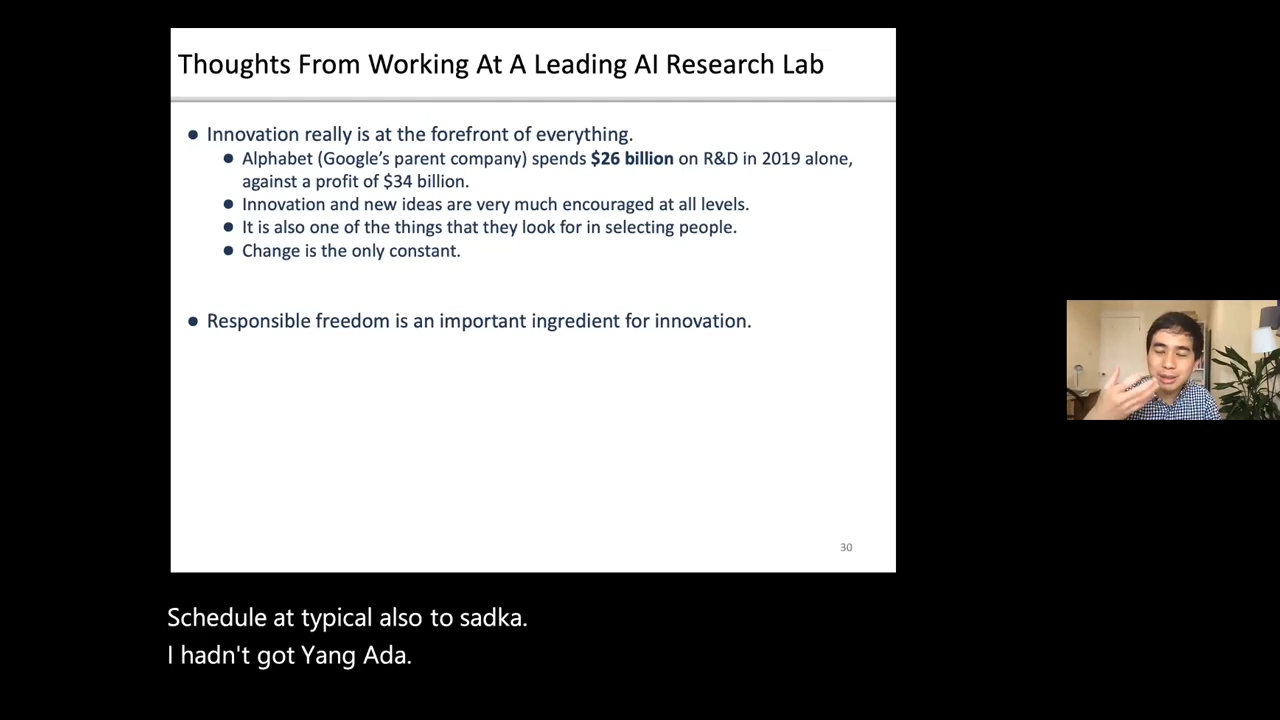 Thoughts From Working At A Leading AI Research Lab
● Innovation really is at the forefront of everything.
● Alphabet (Google's parent company) spends $26 billion on R&D in 2019 alone,
against a profit of $34 billion.
● Innovation and new ideas are very much encouraged at all levels.
● It is also one of the things that they look for in selecting people.
● Change is the only constant.
● Responsible freedom is an important ingredient for innovation.
30
Schedule at typical also to sadka.
I hadn't got Yang Ada.